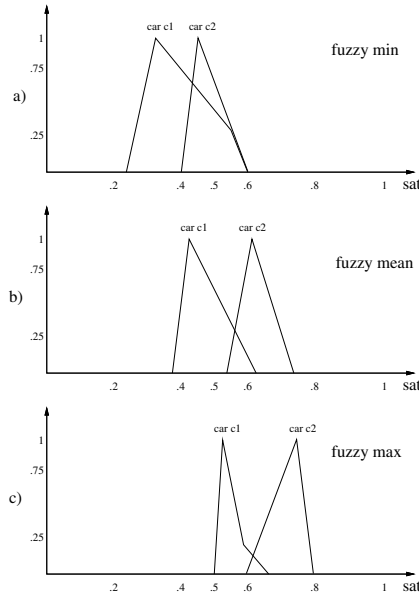 car c1 car c2
1
fuzzy min
.75
a)
.25
.2 .4 .5 .6 .8 1 sat
car c1 car c2
1
fuzzy mean
.75
b)
.25
.2 .4 .5 .6 .8 1 sat
car c1 car c2
1
fuzzy max
.75
c)
.25
.2 .4 .5 .6 .8 1 sat